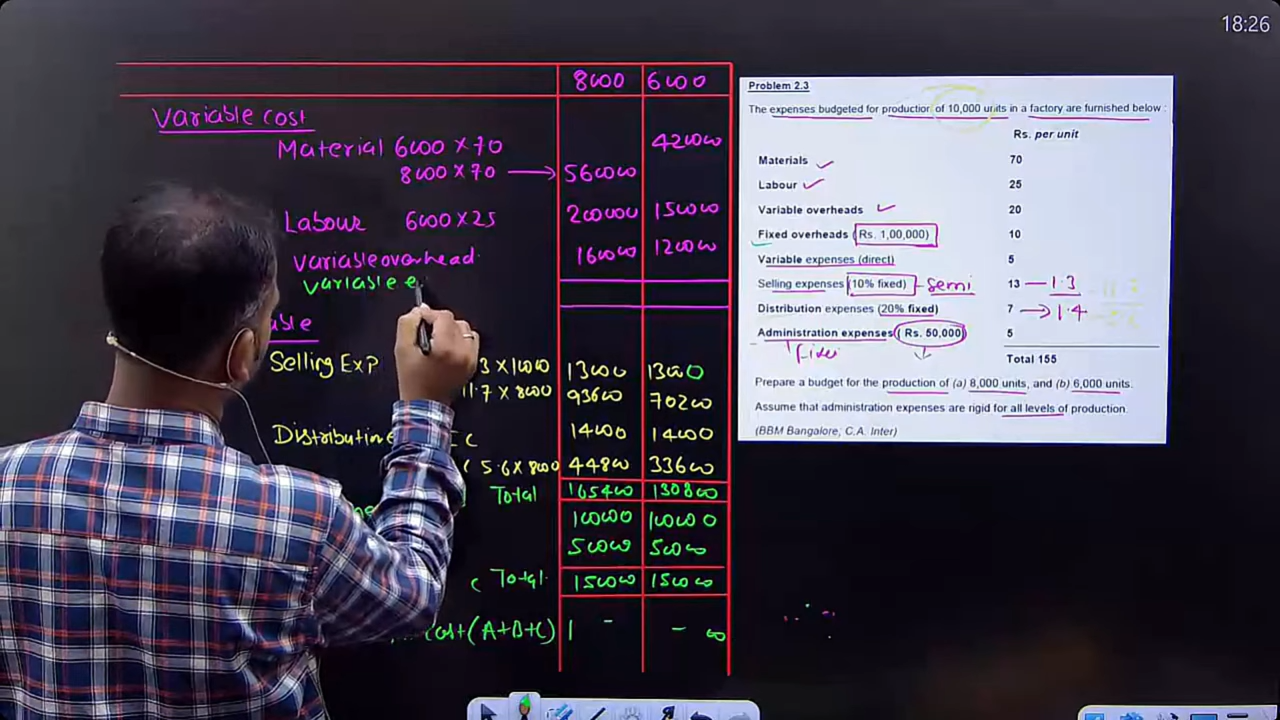 18:26
8000 6000
Variable cost
Material 6000 × 70 420000
8000 × 70 → 560000
Labour 6000 × 25 200000 150000
variable overhead 160000 120000
variable e
able
Selling Exp 3 × 10000 13000 13000
11.7 × 8000 93600 70200
Distribution 14000 14000
( 5.6 × 8000 44800 33600
Total 165400 130800
100000 100000
50000 50000
( Total 150000 150000
cost (A+B+C)
Problem 2.3
The expenses budgeted for production of 10,000 units in a factory are furnished below :
Rs. per unit
Materials 70
Labour 25
Variable overheads 20
Fixed overheads (Rs. 1,00,000) 10
Variable expenses (direct) 5
Selling expenses (10% fixed) Semi 13 — 1.3
Distribution expenses (20% fixed) 7 → 1.4
Administration expenses ( Rs. 50,000) 5
Fixed
Total 155
Prepare a budget for the production of (a) 8,000 units, and (b) 6,000 units.
Assume that administration expenses are rigid for all levels of production.
(BBM Bangalore, C.A. Inter)